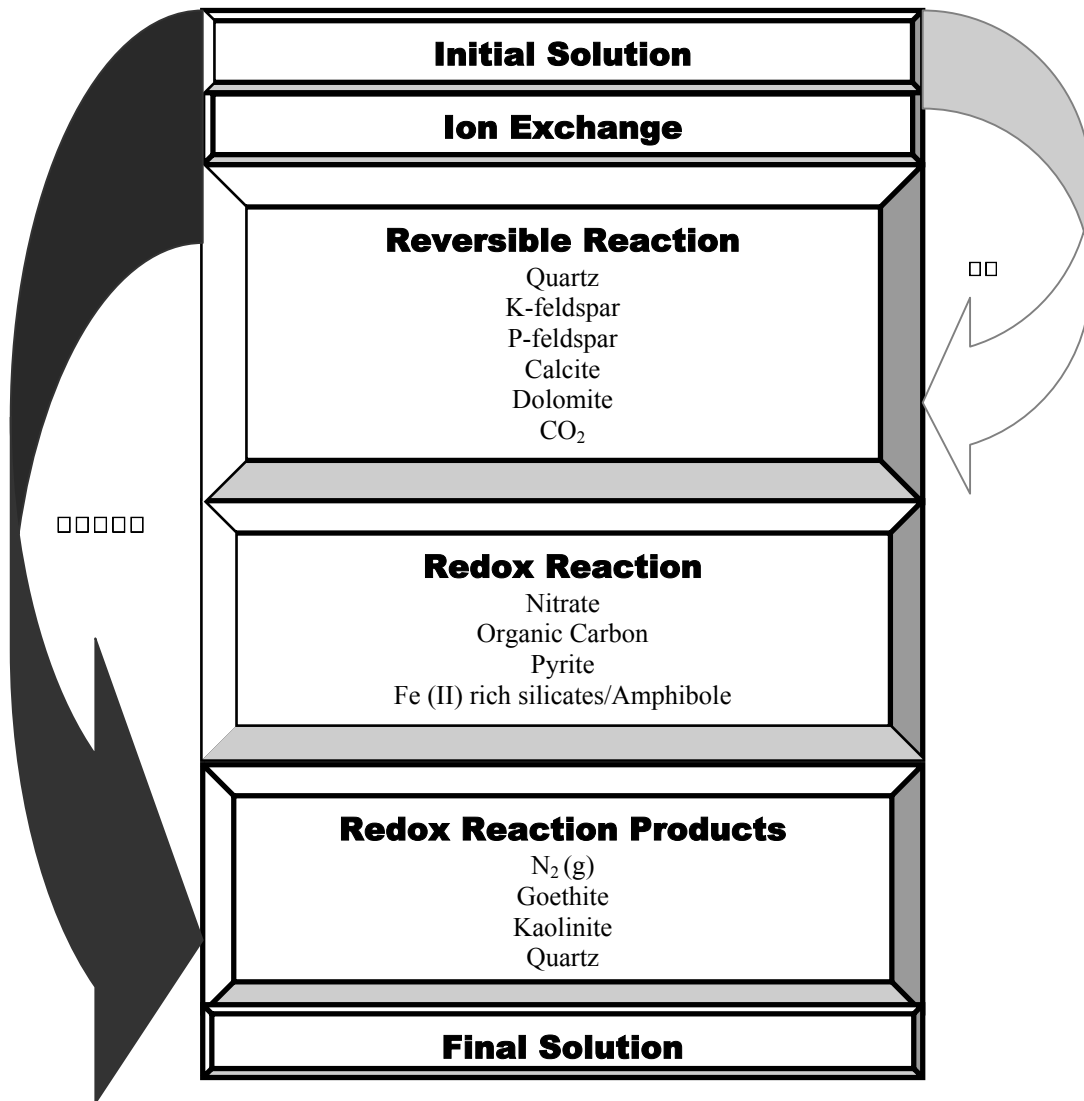 Initial Solution
Ion Exchange
Reversible Reaction
Quartz
K-feldspar
P-feldspar
Calcite
Dolomite
CO₂
Redox Reaction
Nitrate
Organic Carbon
Pyrite
Fe (II) rich silicates/Amphibole
Redox Reaction Products
N₂ (g)
Goethite
Kaolinite
Quartz
Final Solution